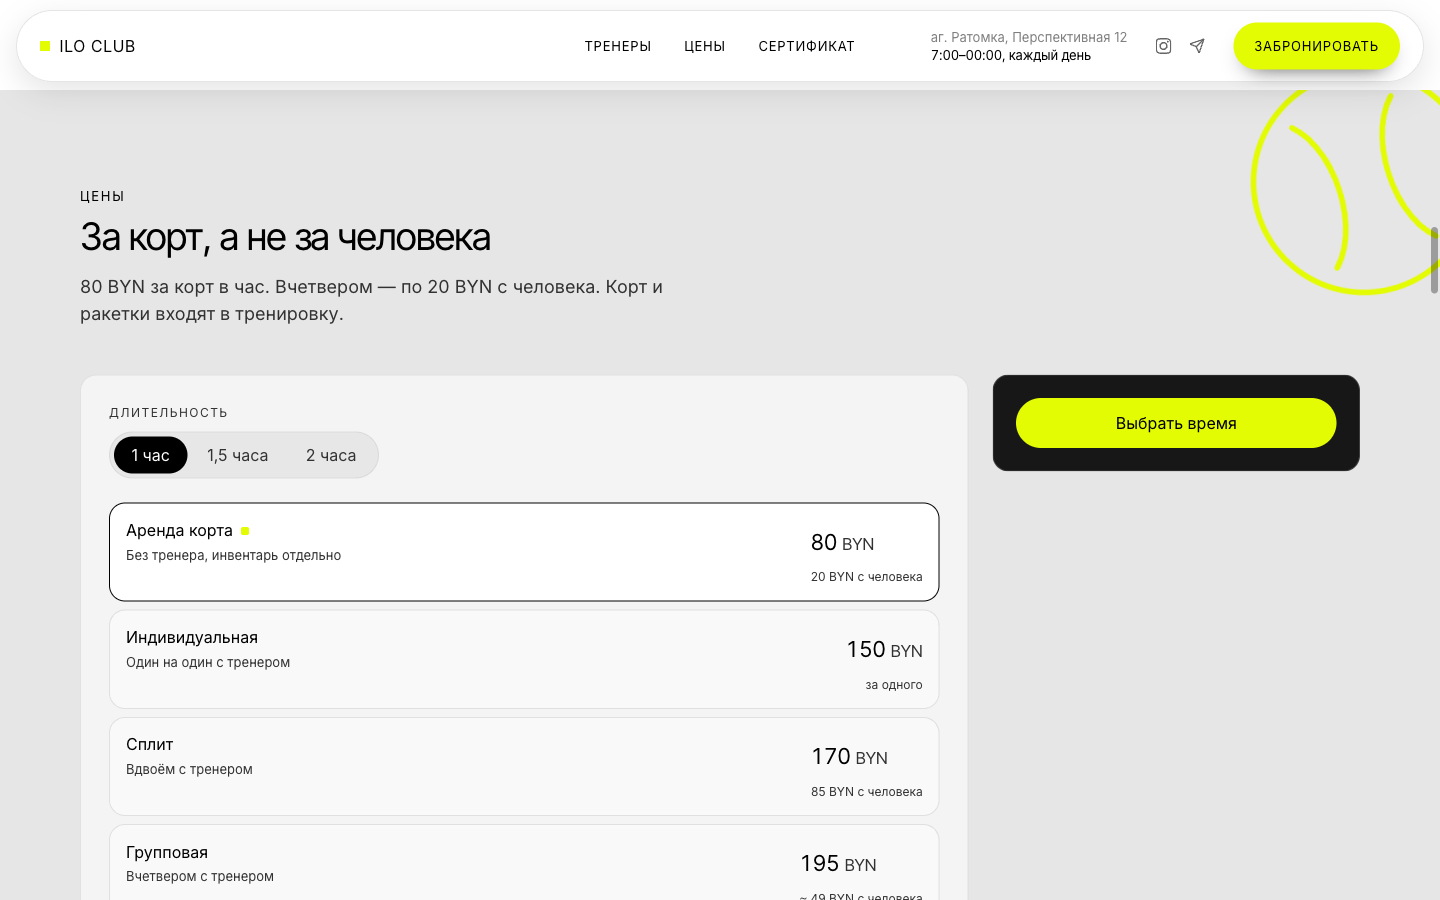 ILO CLUB
ТРЕНЕРЫ
ЦЕНЫ
СЕРТИФИКАТ
аг. Ратомка, Перспективная 12
7:00–00:00, каждый день
ЗАБРОНИРОВАТЬ
ЦЕНЫ
За корт, а не за человека
80 BYN за корт в час. Вчетвером — по 20 BYN с человека. Корт и
ракетки входят в тренировку.
ДЛИТЕЛЬНОСТЬ
1 час
1,5 часа
2 часа
Выбрать время
Аренда корта
Без тренера, инвентарь отдельно
80 BYN
20 BYN с человека
Индивидуальная
Один на один с тренером
150 BYN
за одного
Сплит
Вдвоём с тренером
170 BYN
85 BYN с человека
Групповая
Вчетвером с тренером
195 BYN
~ 49 BYN с человека